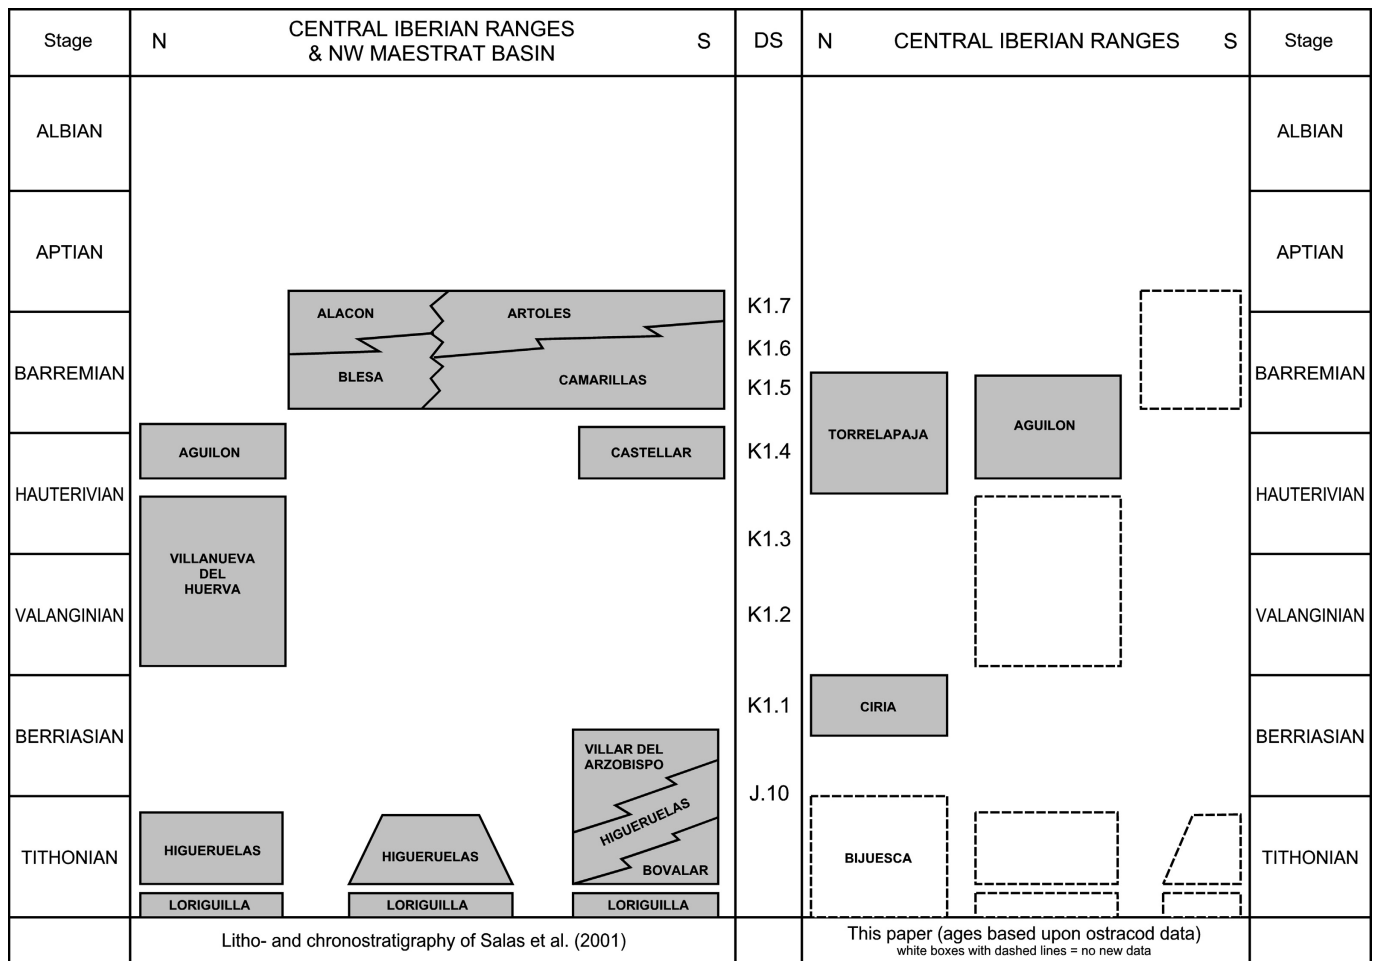 Stage
N
CENTRAL IBERIAN RANGES
& NW MAESTRAT BASIN
S
DS
N
CENTRAL IBERIAN RANGES
S
Stage
ALBIAN
ALBIAN
APTIAN
APTIAN
BARREMIAN
ALACON
ARTOLES
BLESA
CAMARILLAS
K1.7
K1.6
K1.5
BARREMIAN
AGUILON
CASTELLAR
K1.4
TORRELAPAJA
AGUILON
HAUTERIVIAN
HAUTERIVIAN
VILLANUEVA
DEL
HUERVA
K1.3
VALANGINIAN
K1.2
VALANGINIAN
K1.1
CIRIA
BERRIASIAN
VILLAR DEL
ARZOBISPO
BERRIASIAN
J.10
HIGUERUELAS
TITHONIAN
HIGUERUELAS
HIGUERUELAS
BOVALAR
BIJUESCA
TITHONIAN
LORIGUILLA
LORIGUILLA
LORIGUILLA
Litho- and chronostratigraphy of Salas et al. (2001)
This paper (ages based upon ostracod data)
white boxes with dashed lines = no new data